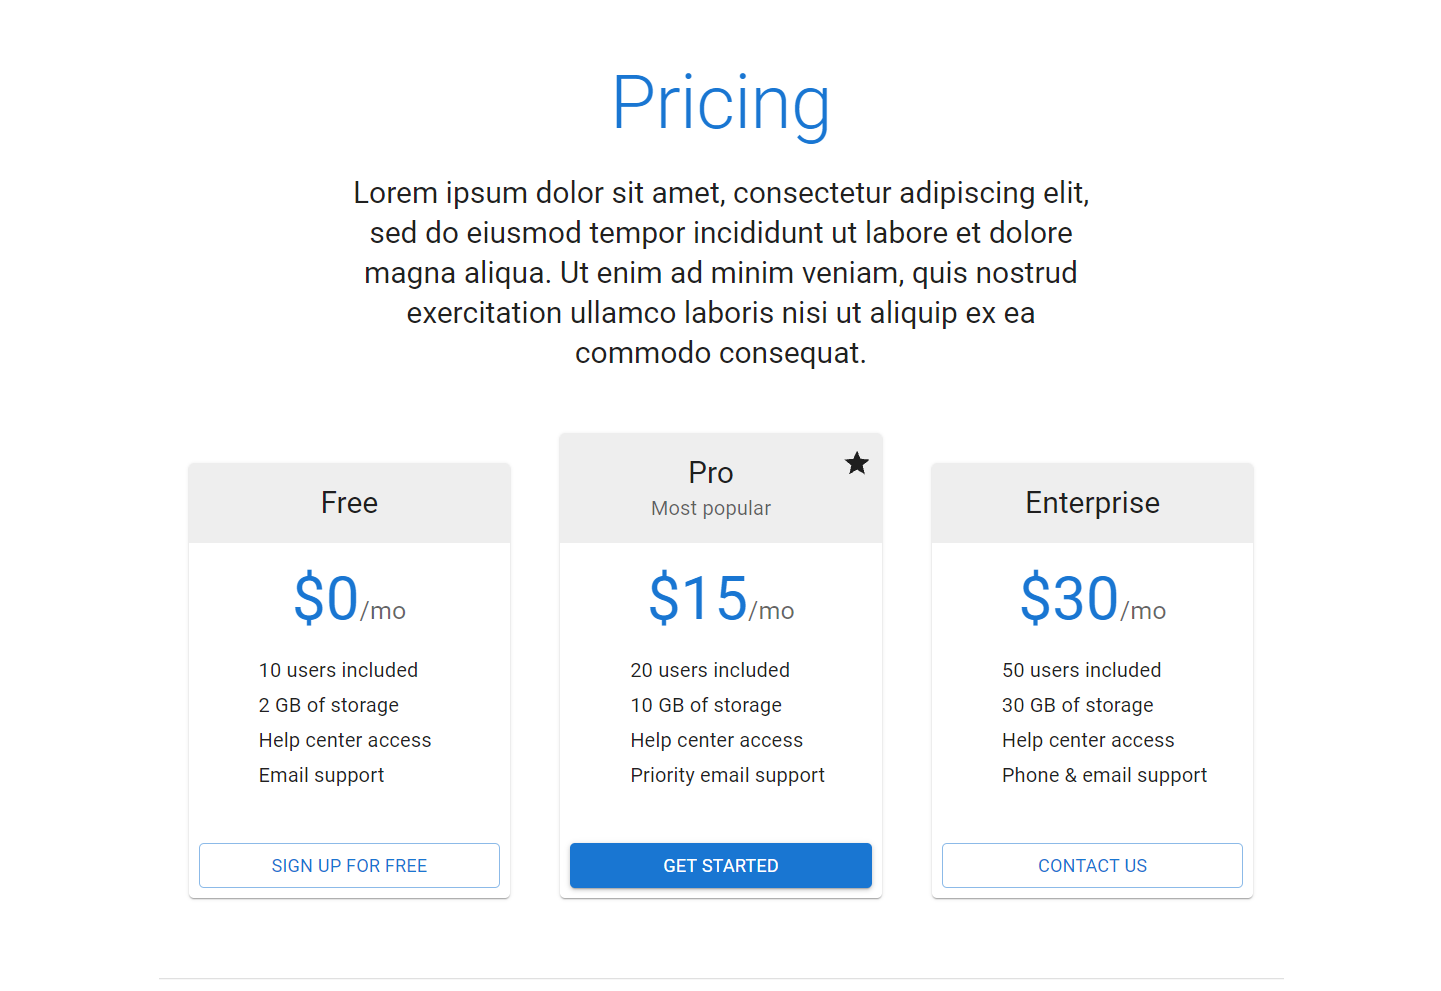 Pricing
Lorem ipsum dolor sit amet, consectetur adipiscing elit,
sed do eiusmod tempor incididunt ut labore et dolore
magna aliqua. Ut enim ad minim veniam, quis nostrud
exercitation ullamco laboris nisi ut aliquip ex ea
commodo consequat.
Free
$0/mo
10 users included
2 GB of storage
Help center access
Email support
SIGN UP FOR FREE
Pro
Most popular
$15/mo
20 users included
10 GB of storage
Help center access
Priority email support
GET STARTED
Enterprise
$30/mo
50 users included
30 GB of storage
Help center access
Phone & email support
CONTACT US